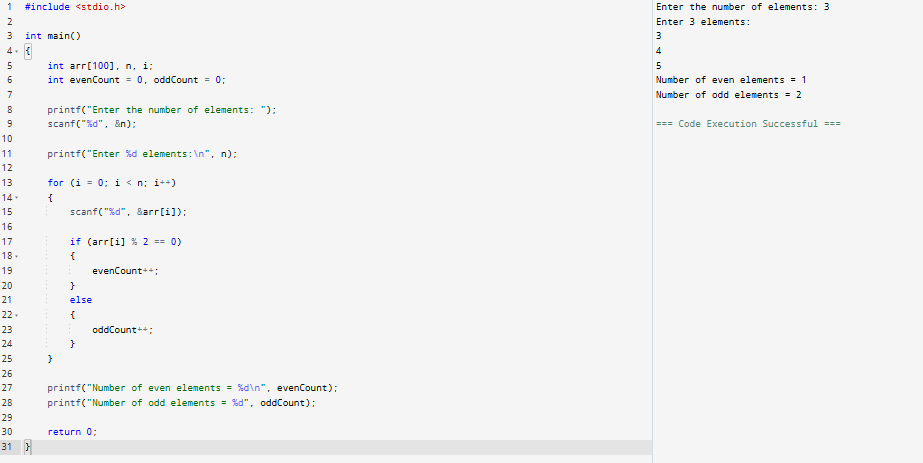 1 #include <stdio.h>
2
3 int main()
4 {
5 int arr[100], n, i;
6 int evenCount = 0, oddCount = 0;
7
8 printf("Enter the number of elements: ");
9 scanf("%d", &n);
10
11 printf("Enter %d elements:\n", n);
12
13 for (i = 0; i < n; i++)
14 {
15 scanf("%d", &arr[i]);
16
17 if (arr[i] % 2 == 0)
18 {
19 evenCount++;
20 }
21 else
22 {
23 oddCount++;
24 }
25 }
26
27 printf("Number of even elements = %d\n", evenCount);
28 printf("Number of odd elements = %d", oddCount);
29
30 return 0;
31 }
Enter the number of elements: 3
Enter 3 elements:
3
4
5
Number of even elements = 1
Number of odd elements = 2
=== Code Execution Successful ===